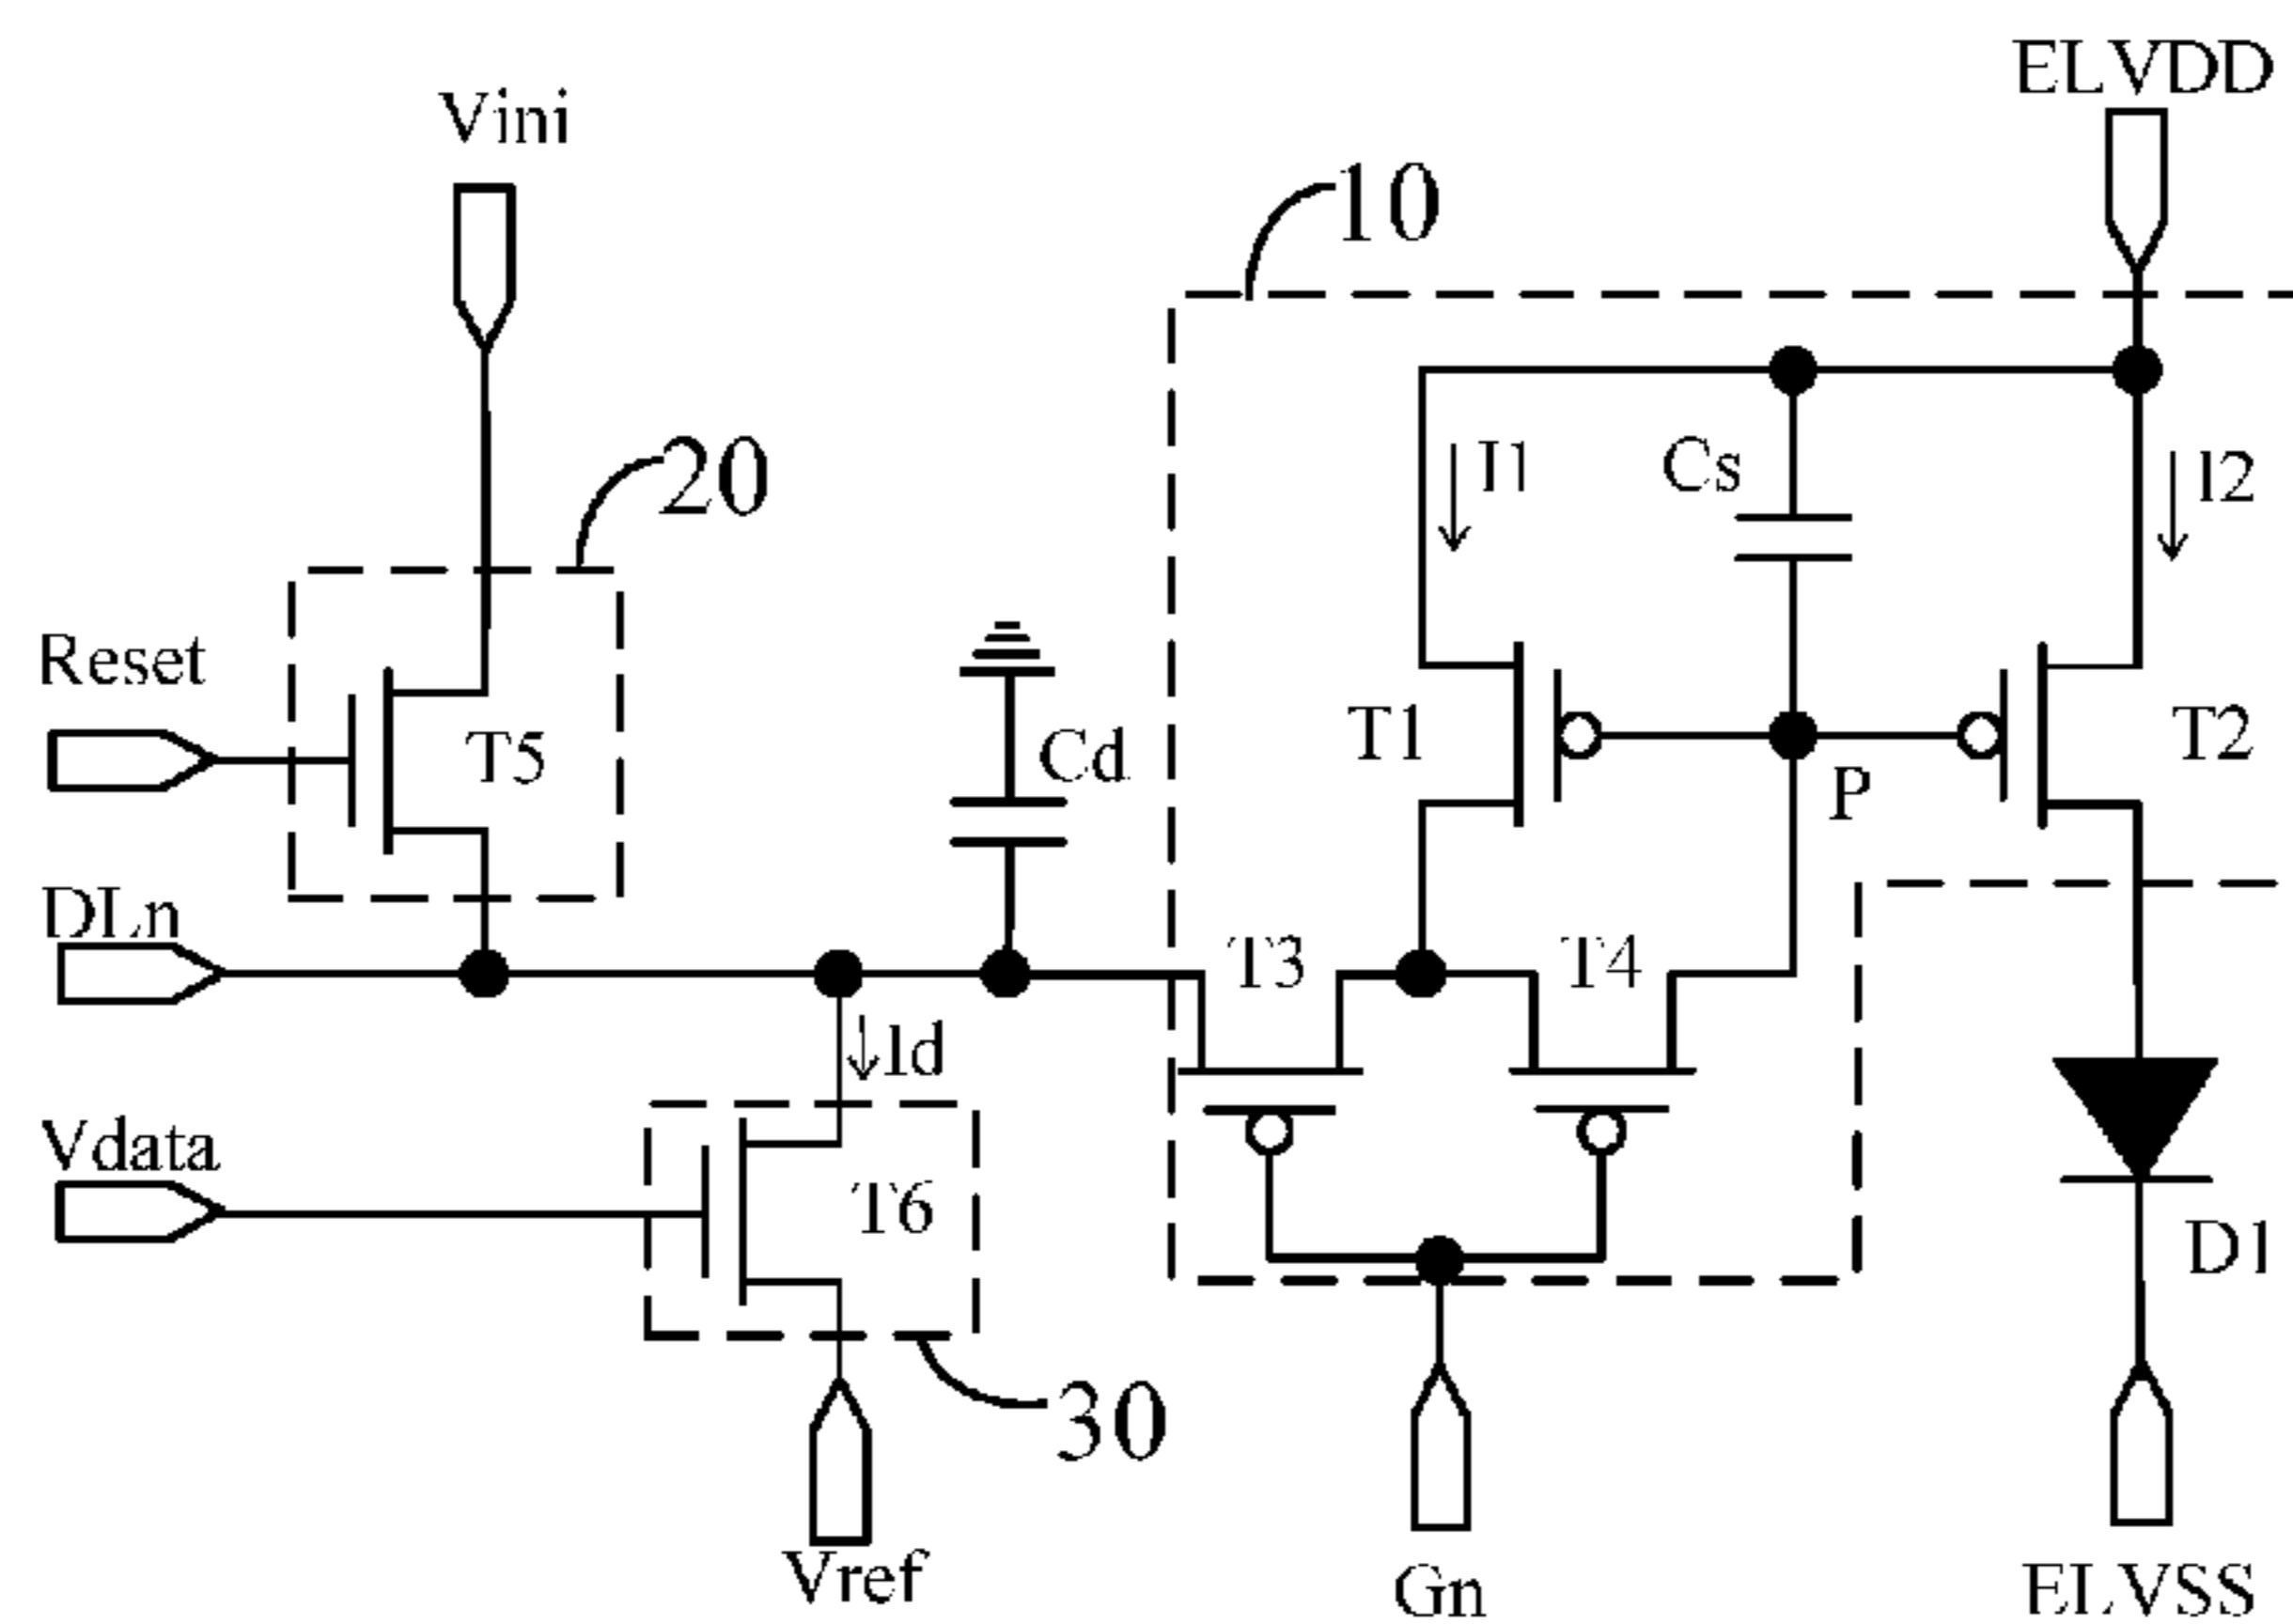 ELVDD
Vini
10
I1
Cs
I2
20
Reset
T5
Cd
T1
T2
P
DLn
T3
T4
Id
Vdata
T6
D1
30
Vref
Gn
ELVSS